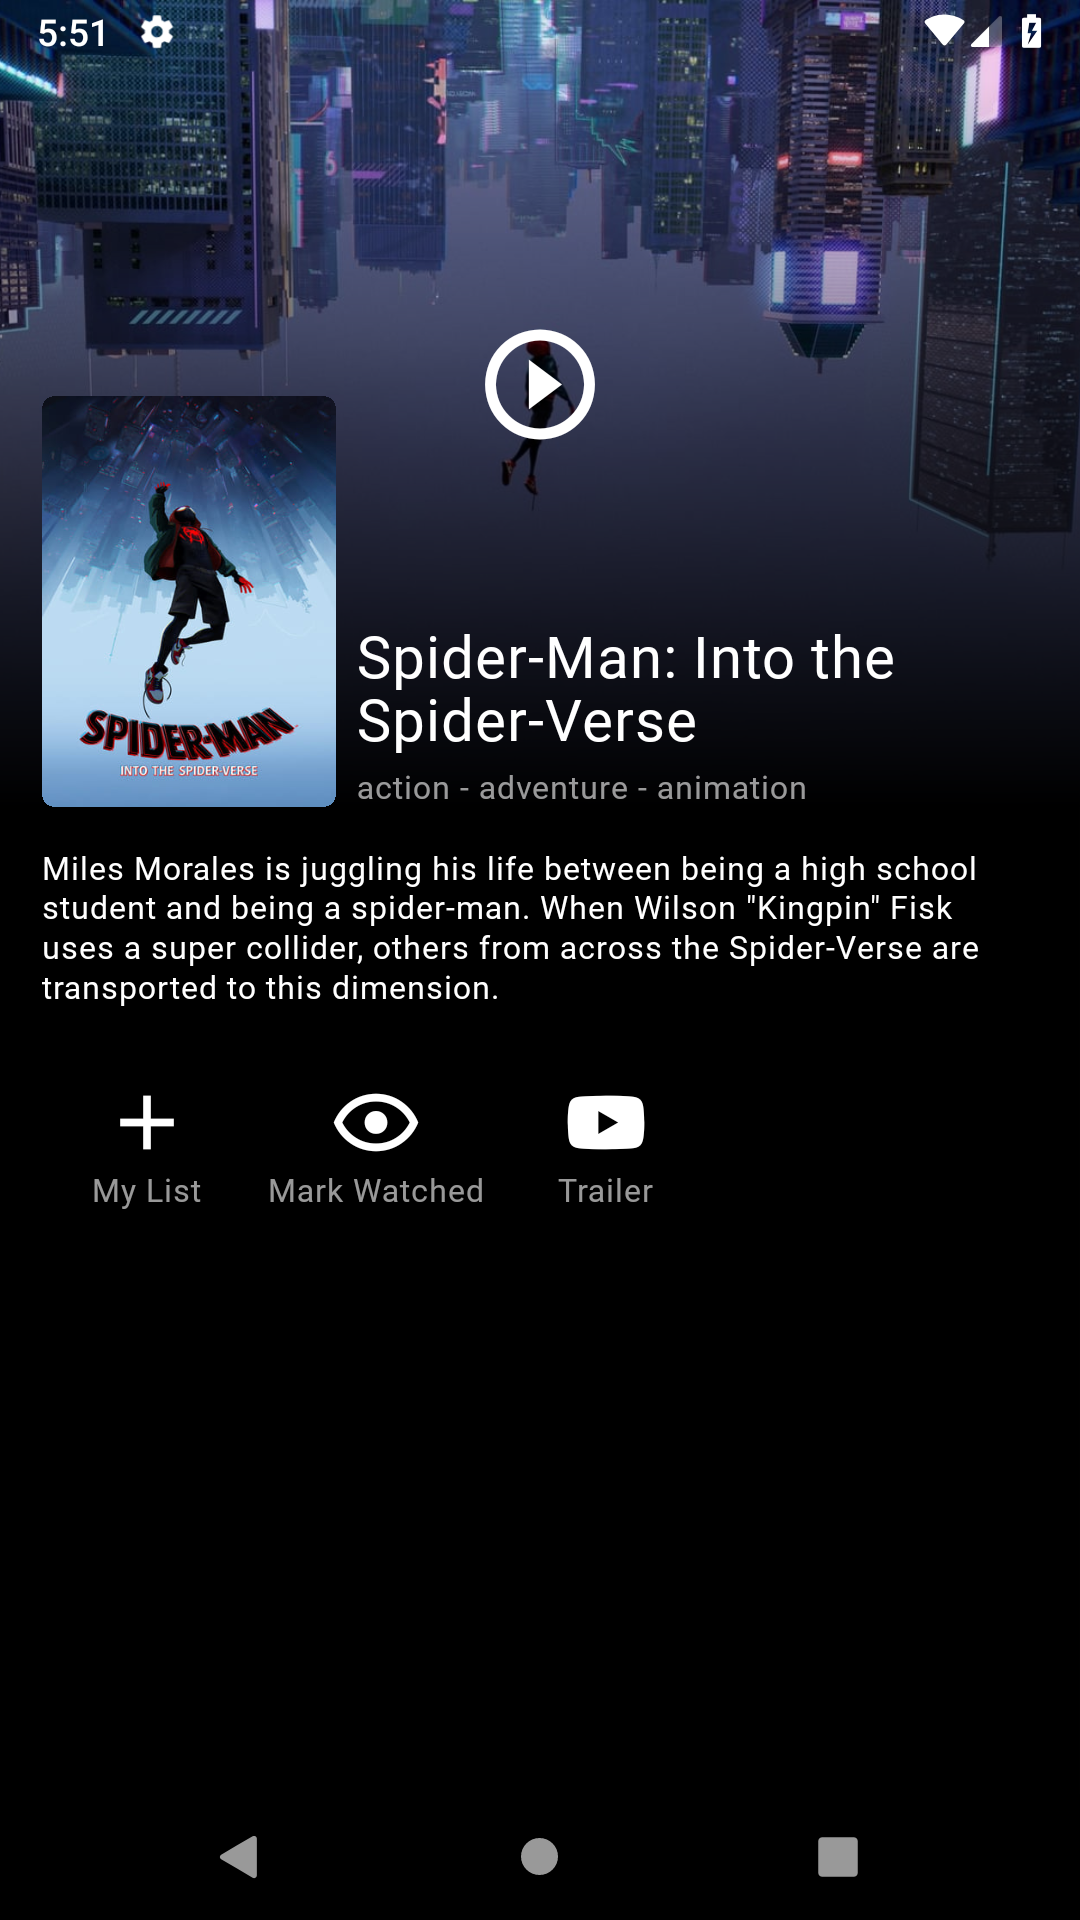 5:51
SPIDER-MAN
INTO THE SPIDER-VERSE
Spider-Man: Into the
Spider-Verse
action - adventure - animation
Miles Morales is juggling his life between being a high school
student and being a spider-man. When Wilson "Kingpin" Fisk
uses a super collider, others from across the Spider-Verse are
transported to this dimension.
My List
Mark Watched
Trailer